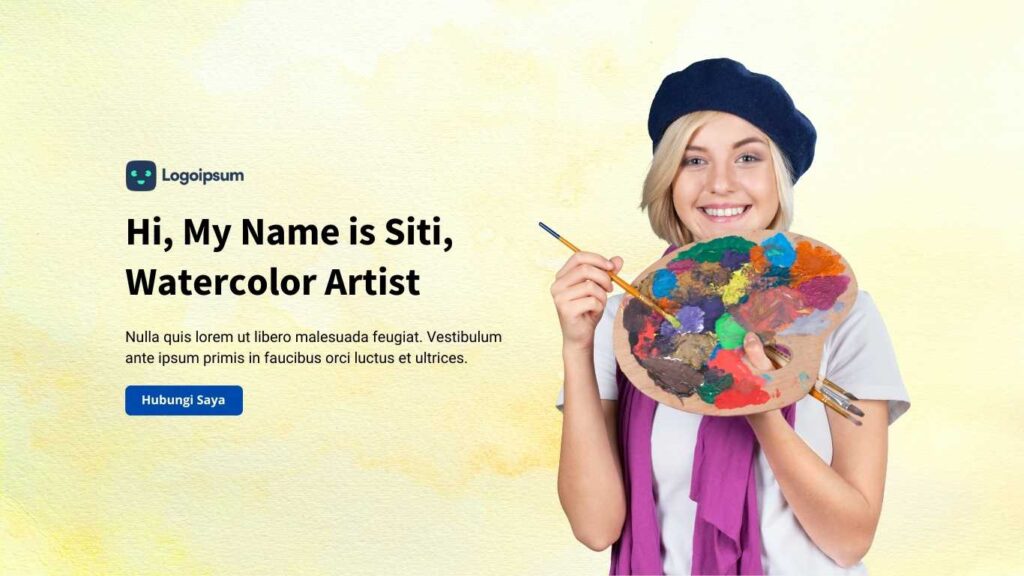 Logoipsum
Hi, My Name is Siti,
Watercolor Artist
Nulla quis lorem ut libero malesuada feugiat. Vestibulum
ante ipsum primis in faucibus orci luctus et ultrices.
Hubungi Saya